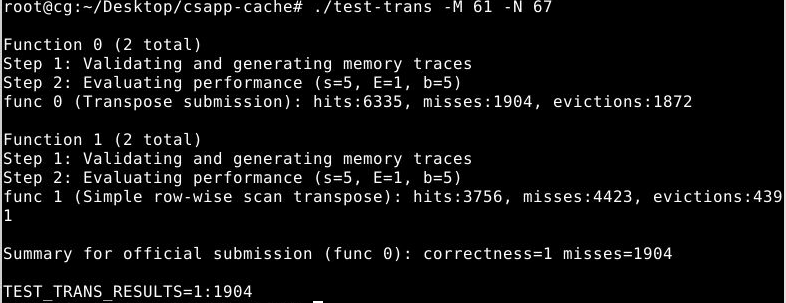 root@cg:~/Desktop/csapp-cache# ./test-trans -M 61 -N 67
Function 0 (2 total)
Step 1: Validating and generating memory traces
Step 2: Evaluating performance (s=5, E=1, b=5)
func 0 (Transpose submission): hits:6335, misses:1904, evictions:1872
Function 1 (2 total)
Step 1: Validating and generating memory traces
Step 2: Evaluating performance (s=5, E=1, b=5)
func 1 (Simple row-wise scan transpose): hits:3756, misses:4423, evictions:439
1
Summary for official submission (func 0): correctness=1 misses=1904
TEST_TRANS_RESULTS=1:1904